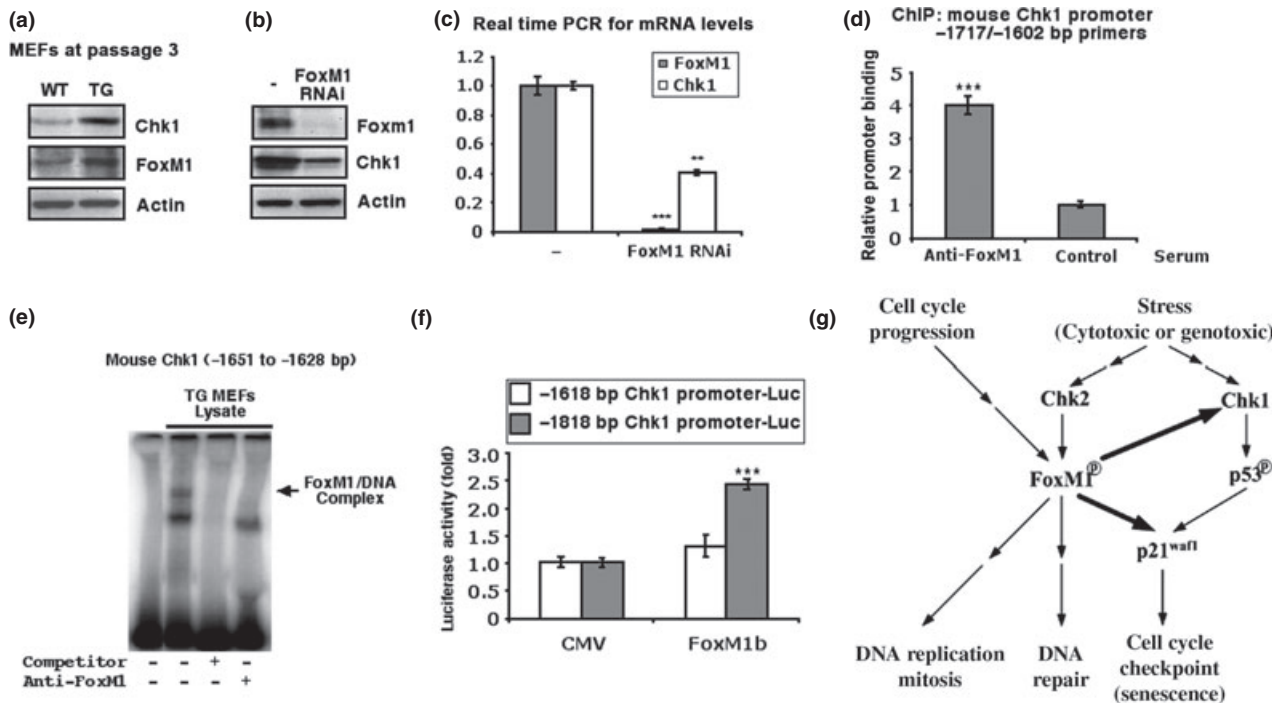 (a)
MEFs at passage 3
WT TG
Chk1
FoxM1
Actin
(b)
- FoxM1
RNAi
Foxm1
Chk1
Actin
(c)
Real time PCR for mRNA levels
1.2
1.0
0.8
0.6
0.4
0.2
0
FoxM1
Chk1
***
**
– FoxM1 RNAi
(d)
ChIP: mouse Chk1 promoter
–1717/–1602 bp primers
Relative promoter binding
5
4
3
2
1
0
***
Anti-FoxM1 Control Serum
(e)
Mouse Chk1 (–1651 to –1628 bp)
TG MEFs
Lysate
FoxM1/DNA
Complex
Competitor – – + –
Anti-FoxM1 – – – +
(f)
–1618 bp Chk1 promoter-Luc
–1818 bp Chk1 promoter-Luc
Luciferase activity (fold)
3.0
2.5
2.0
1.5
1.0
0.5
0
***
CMV FoxM1b
(g)
Cell cycle
progression
Stress
(Cytotoxic or genotoxic)
Chk2 Chk1
FoxM1 Ⓟ p53 Ⓟ
p21waf1
DNA replication
mitosis
DNA
repair
Cell cycle
checkpoint
(senescence)